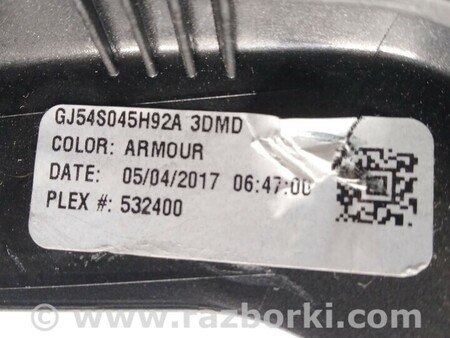 GJ54S045H92A 3DMD
COLOR: ARMOUR
DATE: 05/04/2017 06:47:00
PLEX #: 532400
www.razborki.com